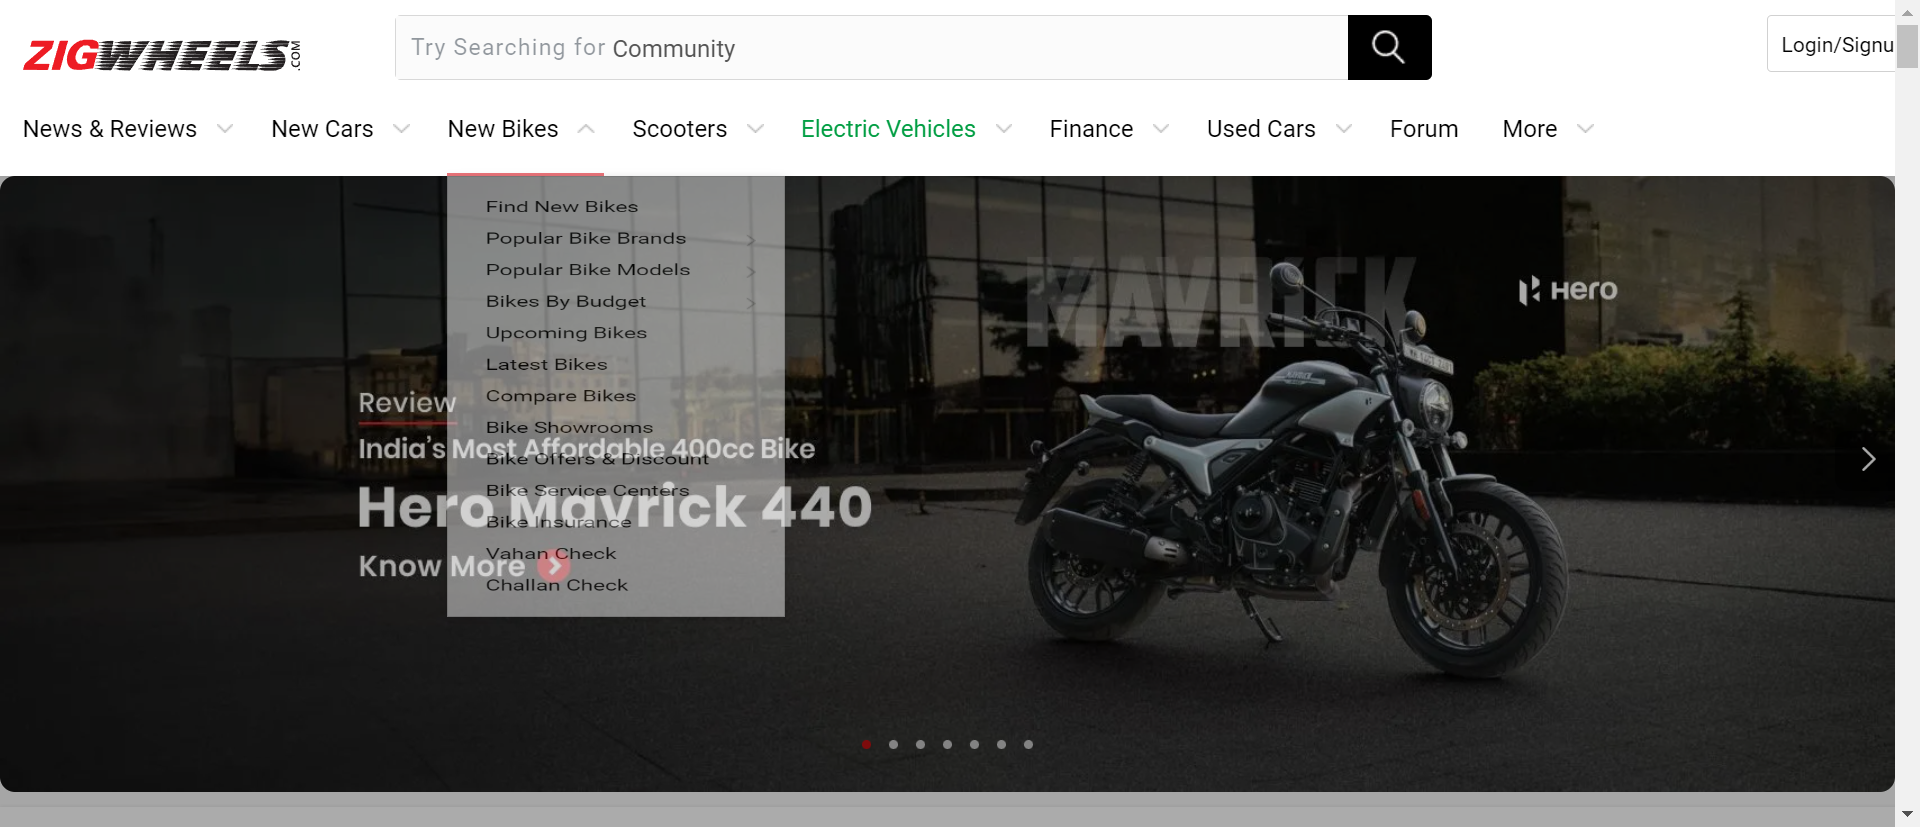 ZIGWHEELS.COM
Try Searching for Community
Login/Signu
News & Reviews
New Cars
New Bikes
Scooters
Electric Vehicles
Finance
Used Cars
Forum
More
Find New Bikes
Popular Bike Brands
Popular Bike Models
Bikes By Budget
Upcoming Bikes
Latest Bikes
Compare Bikes
Bike Showrooms
Bike Offers & Discount
Bike Service Centers
Bike Insurance
Vahan Check
Challan Check
Review
India's Most Affordable 400cc Bike
Hero Mavrick 440
Know More
MAVRICK
Hero